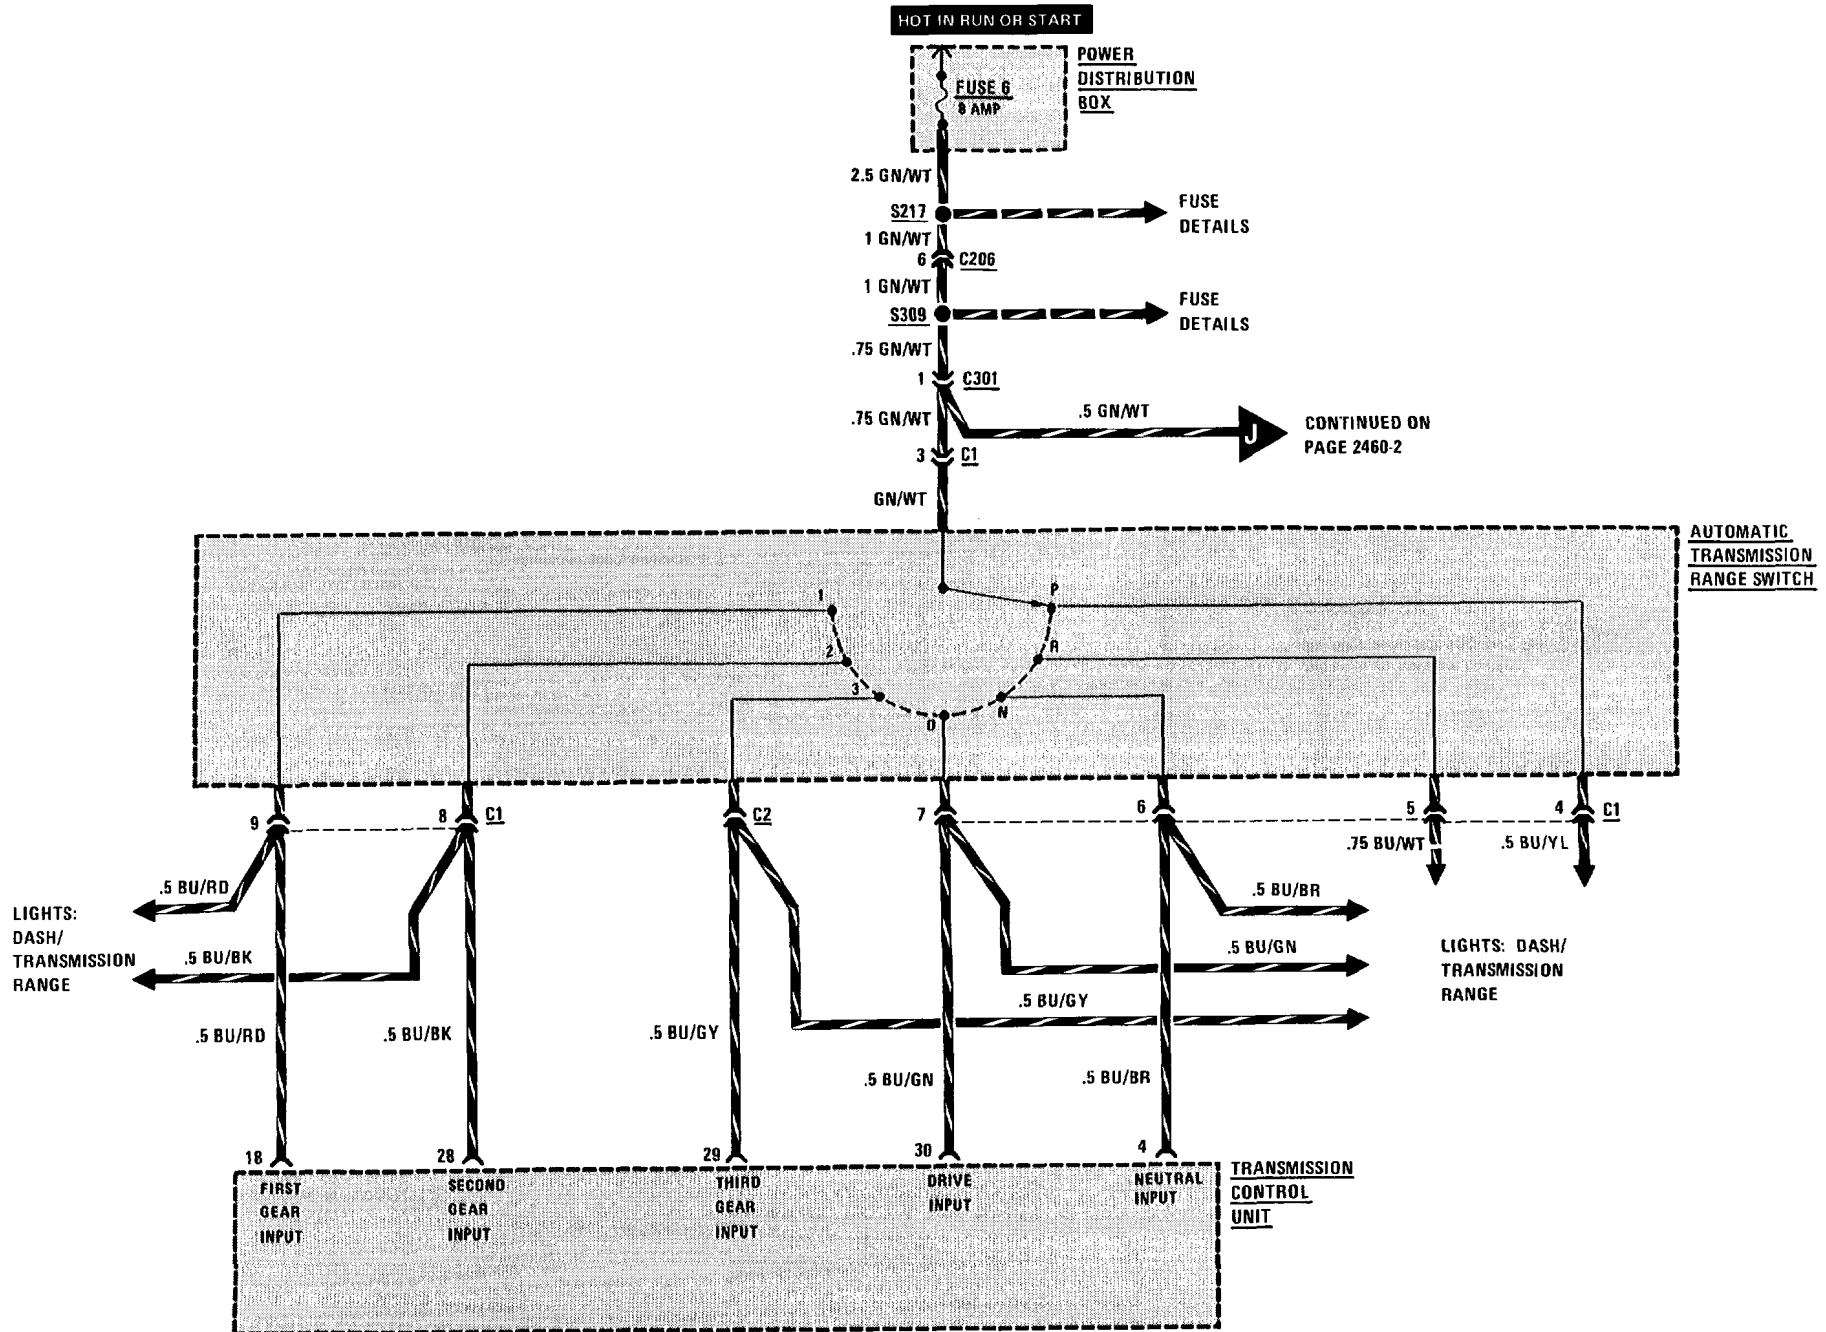 HOT IN RUN OR START
POWER
DISTRIBUTION
BOX
FUSE 6
8 AMP
2.5 GN/WT
S217
FUSE
DETAILS
1 GN/WT
6
C206
1 GN/WT
S309
FUSE
DETAILS
.75 GN/WT
1
C301
.75 GN/WT
.5 GN/WT
J
CONTINUED ON
PAGE 2460-2
3
C1
GN/WT
AUTOMATIC
TRANSMISSION
RANGE SWITCH
1
P
2
R
3
D
N
9
8
C1
C2
7
6
5
4
C1
.75 BU/WT
.5 BU/YL
.5 BU/RD
.5 BU/BR
LIGHTS:
DASH/
TRANSMISSION
RANGE
.5 BU/BK
.5 BU/GN
LIGHTS: DASH/
TRANSMISSION
RANGE
.5 BU/GY
.5 BU/RD
.5 BU/BK
.5 BU/GY
.5 BU/GN
.5 BU/BR
18
28
29
30
4
FIRST
GEAR
INPUT
SECOND
GEAR
INPUT
THIRD
GEAR
INPUT
DRIVE
INPUT
NEUTRAL
INPUT
TRANSMISSION
CONTROL
UNIT